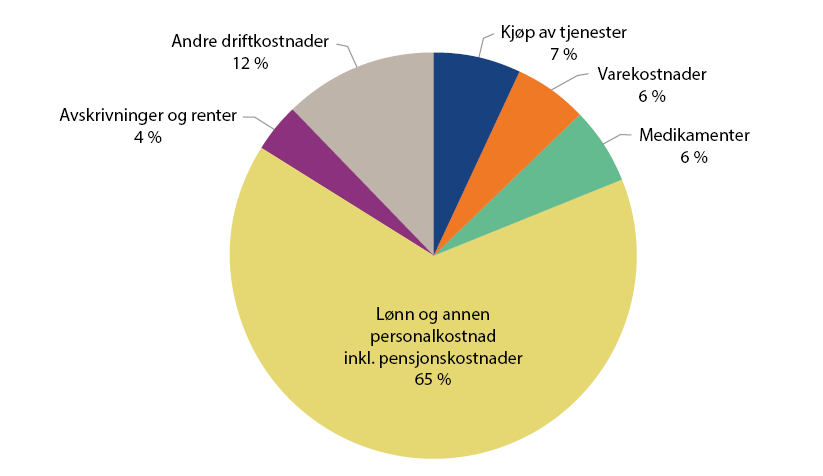 Kjøp av tjenester
7 %
Varekostnader
6 %
Medikamenter
6 %
Lønn og annen
personalkostnad
inkl. pensjonskostnader
65 %
Avskrivninger og renter
4 %
Andre driftkostnader
12 %